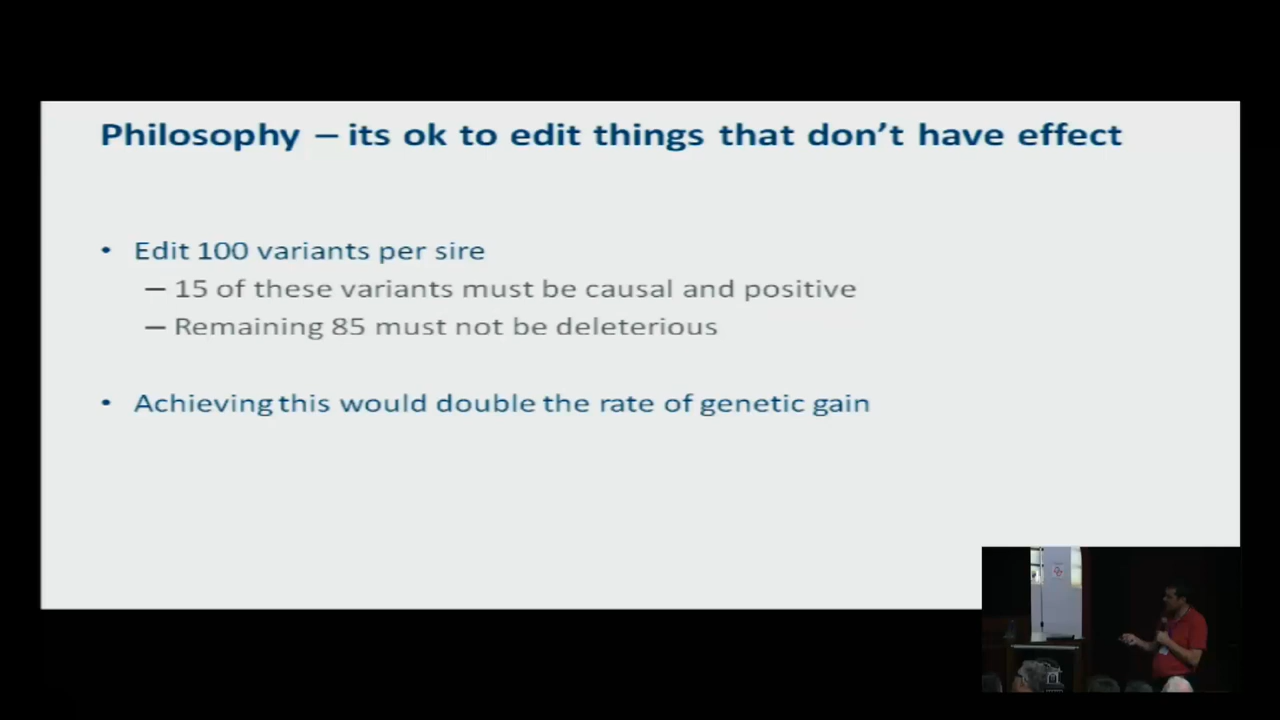 Philosophy – its ok to edit things that don't have effect
• Edit 100 variants per sire
– 15 of these variants must be causal and positive
– Remaining 85 must not be deleterious
• Achieving this would double the rate of genetic gain